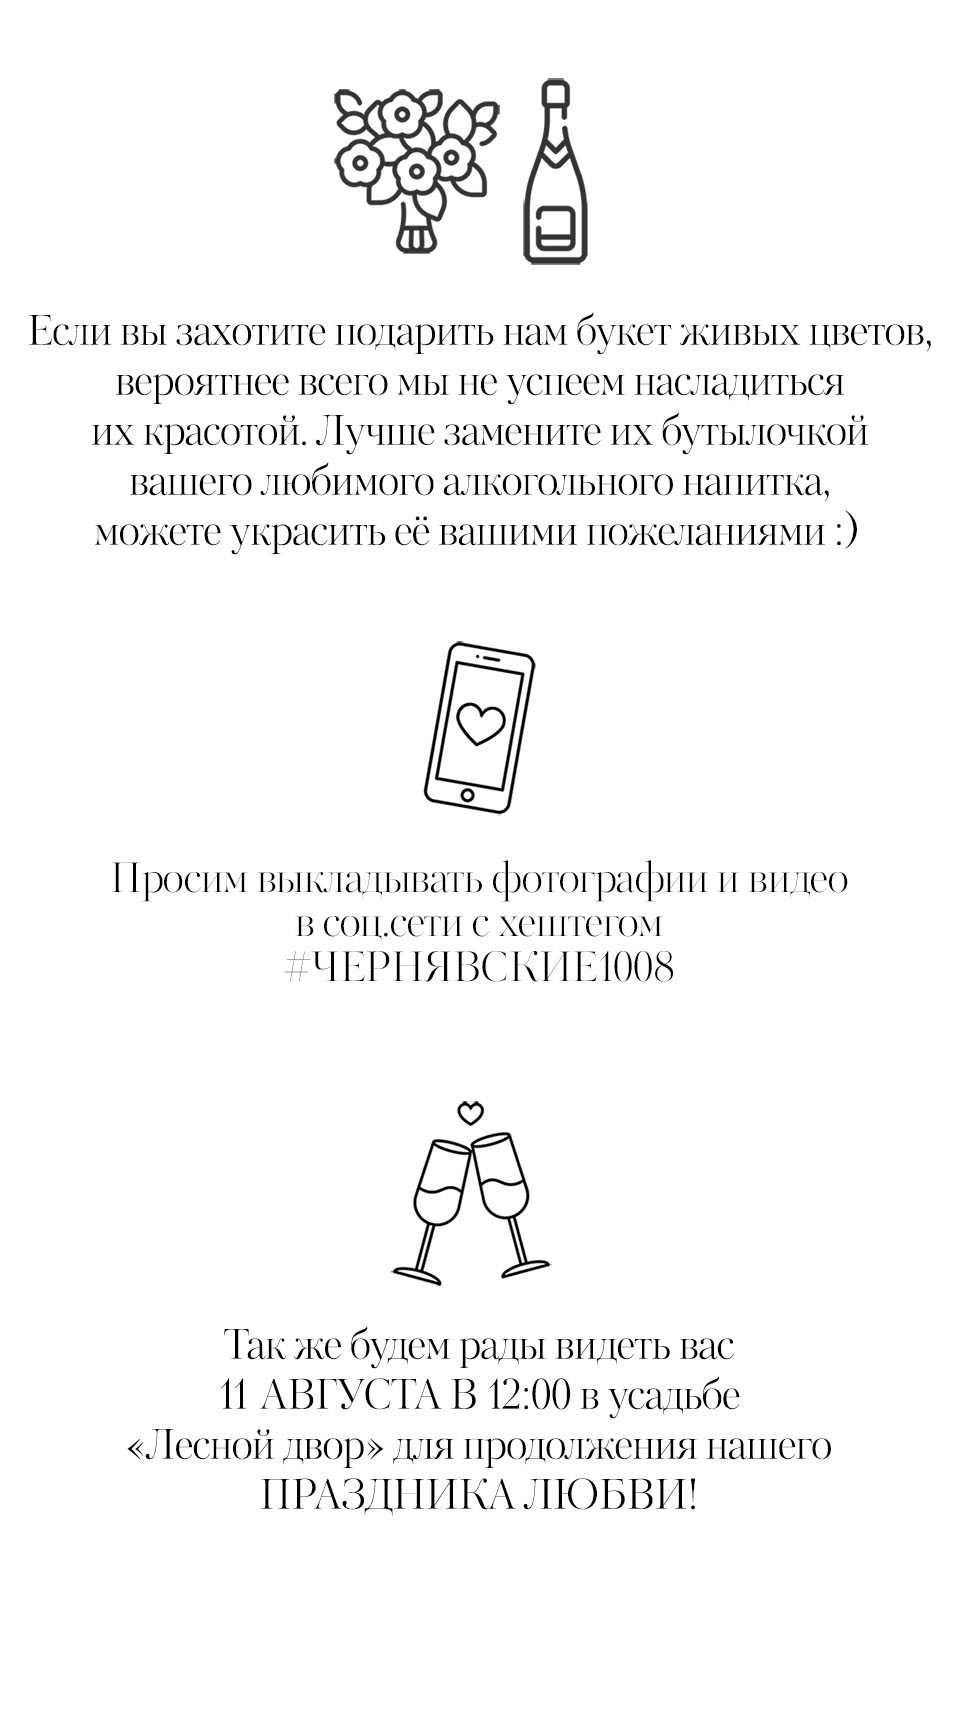 Если вы захотите подарить нам букет живых цветов,
вероятнее всего мы не успеем насладиться
их красотой. Лучше замените их бутылочкой
вашего любимого алкогольного напитка,
можете украсить её вашими пожеланиями :)
Просим выкладывать фотографии и видео
в соц.сети с хештегом
#ЧЕРНЯВСКИЕ1008
Так же будем рады видеть вас
11 АВГУСТА В 12:00 в усадьбе
«Лесной двор» для продолжения нашего
ПРАЗДНИКА ЛЮБВИ!